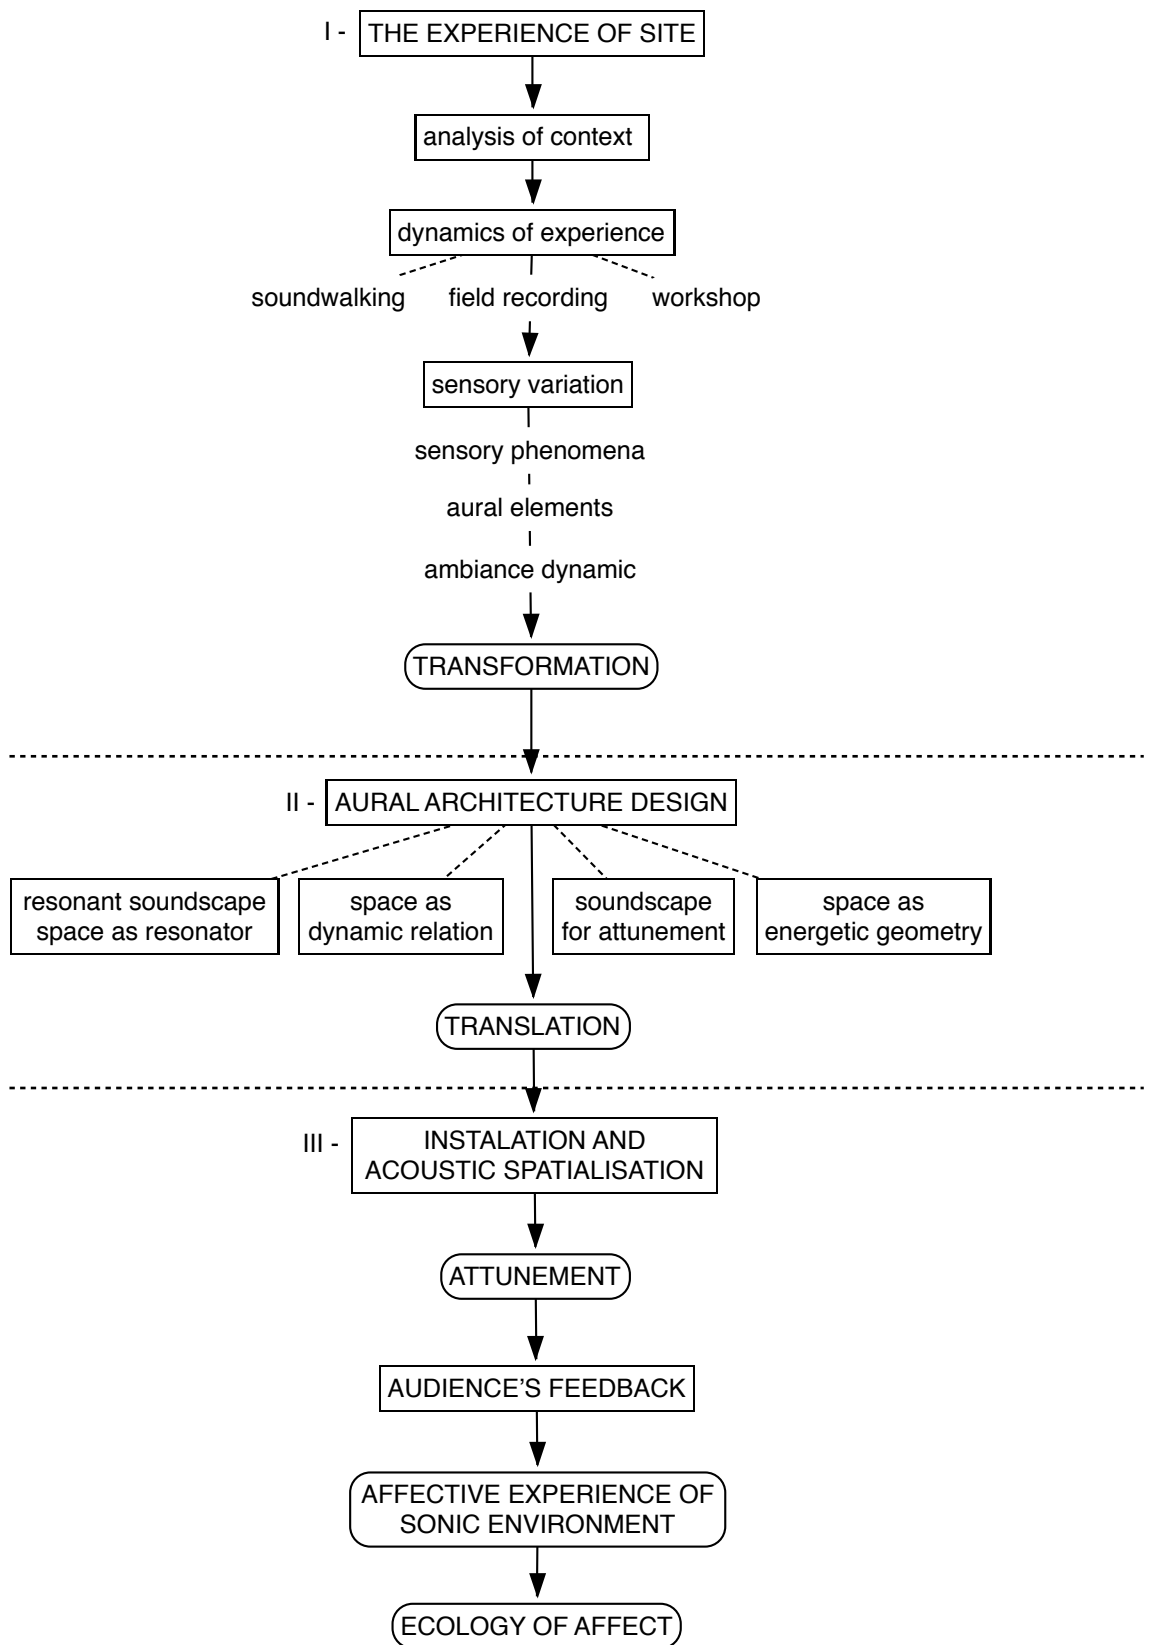 I - THE EXPERIENCE OF SITE
analysis of context
dynamics of experience
soundwalking field recording workshop
sensory variation
sensory phenomena
aural elements
ambiance dynamic
TRANSFORMATION
II - AURAL ARCHITECTURE DESIGN
resonant soundscape
space as resonator
space as
dynamic relation
soundscape
for attunement
space as
energetic geometry
TRANSLATION
III - INSTALATION AND
ACOUSTIC SPATIALISATION
ATTUNEMENT
AUDIENCE'S FEEDBACK
AFFECTIVE EXPERIENCE OF
SONIC ENVIRONMENT
ECOLOGY OF AFFECT